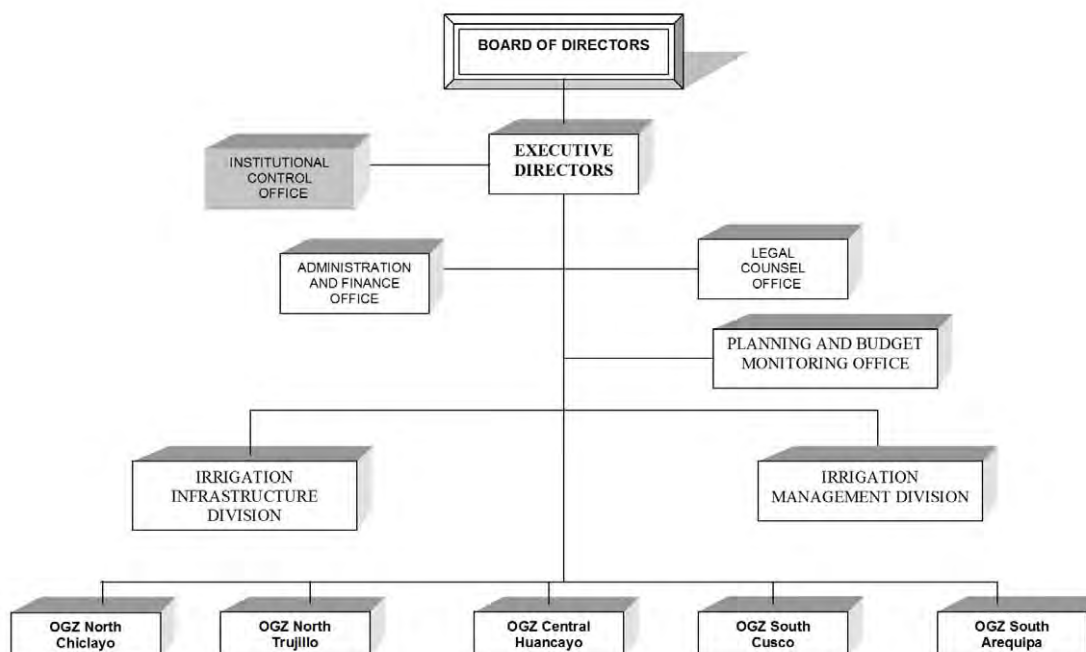 BOARD OF DIRECTORS
EXECUTIVE
DIRECTORS
INSTITUTIONAL
CONTROL
OFFICE
ADMINISTRATION
AND FINANCE
OFFICE
LEGAL
COUNSEL
OFFICE
PLANNING AND BUDGET
MONITORING OFFICE
IRRIGATION
INFRASTRUCTURE
DIVISION
IRRIGATION
MANAGEMENT DIVISION
OGZ North
Chiclayo
OGZ North
Trujillo
OGZ Central
Huancayo
OGZ South
Cusco
OGZ South
Arequipa